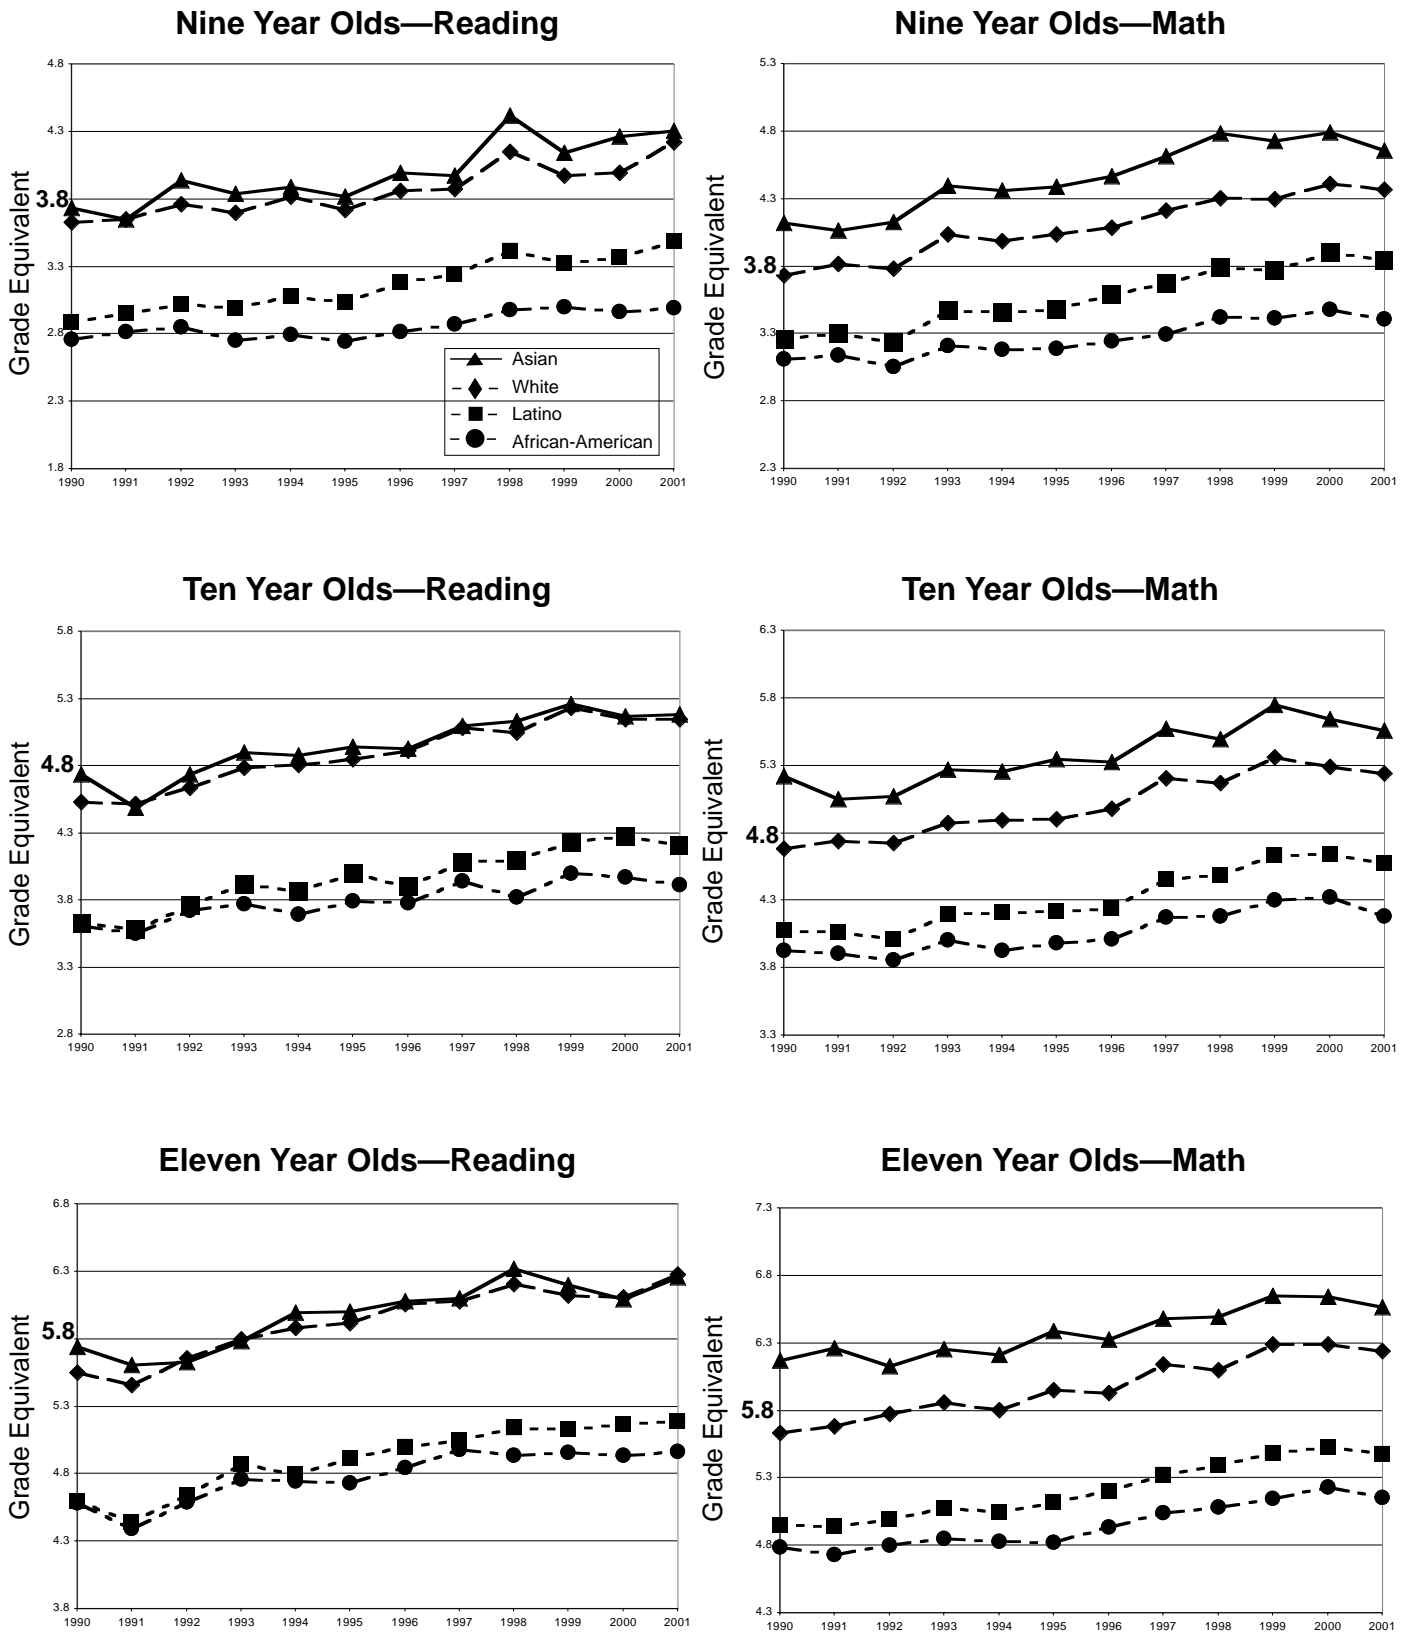 Nine Year Olds—Reading
4.8
4.3
3.8
3.3
2.8
2.3
1.8
Grade Equivalent
Asian
White
Latino
African-American
1990 1991 1992 1993 1994 1995 1996 1997 1998 1999 2000 2001
Nine Year Olds—Math
5.3
4.8
4.3
3.8
3.3
2.8
2.3
Grade Equivalent
1990 1991 1992 1993 1994 1995 1996 1997 1998 1999 2000 2001
Ten Year Olds—Reading
5.8
5.3
4.8
4.3
3.8
3.3
2.8
Grade Equivalent
1990 1991 1992 1993 1994 1995 1996 1997 1998 1999 2000 2001
Ten Year Olds—Math
6.3
5.8
5.3
4.8
4.3
3.8
3.3
Grade Equivalent
1990 1991 1992 1993 1994 1995 1996 1997 1998 1999 2000 2001
Eleven Year Olds—Reading
6.8
6.3
5.8
5.3
4.8
4.3
3.8
Grade Equivalent
1990 1991 1992 1993 1994 1995 1996 1997 1998 1999 2000 2001
Eleven Year Olds—Math
7.3
6.8
6.3
5.8
5.3
4.8
4.3
Grade Equivalent
1990 1991 1992 1993 1994 1995 1996 1997 1998 1999 2000 2001